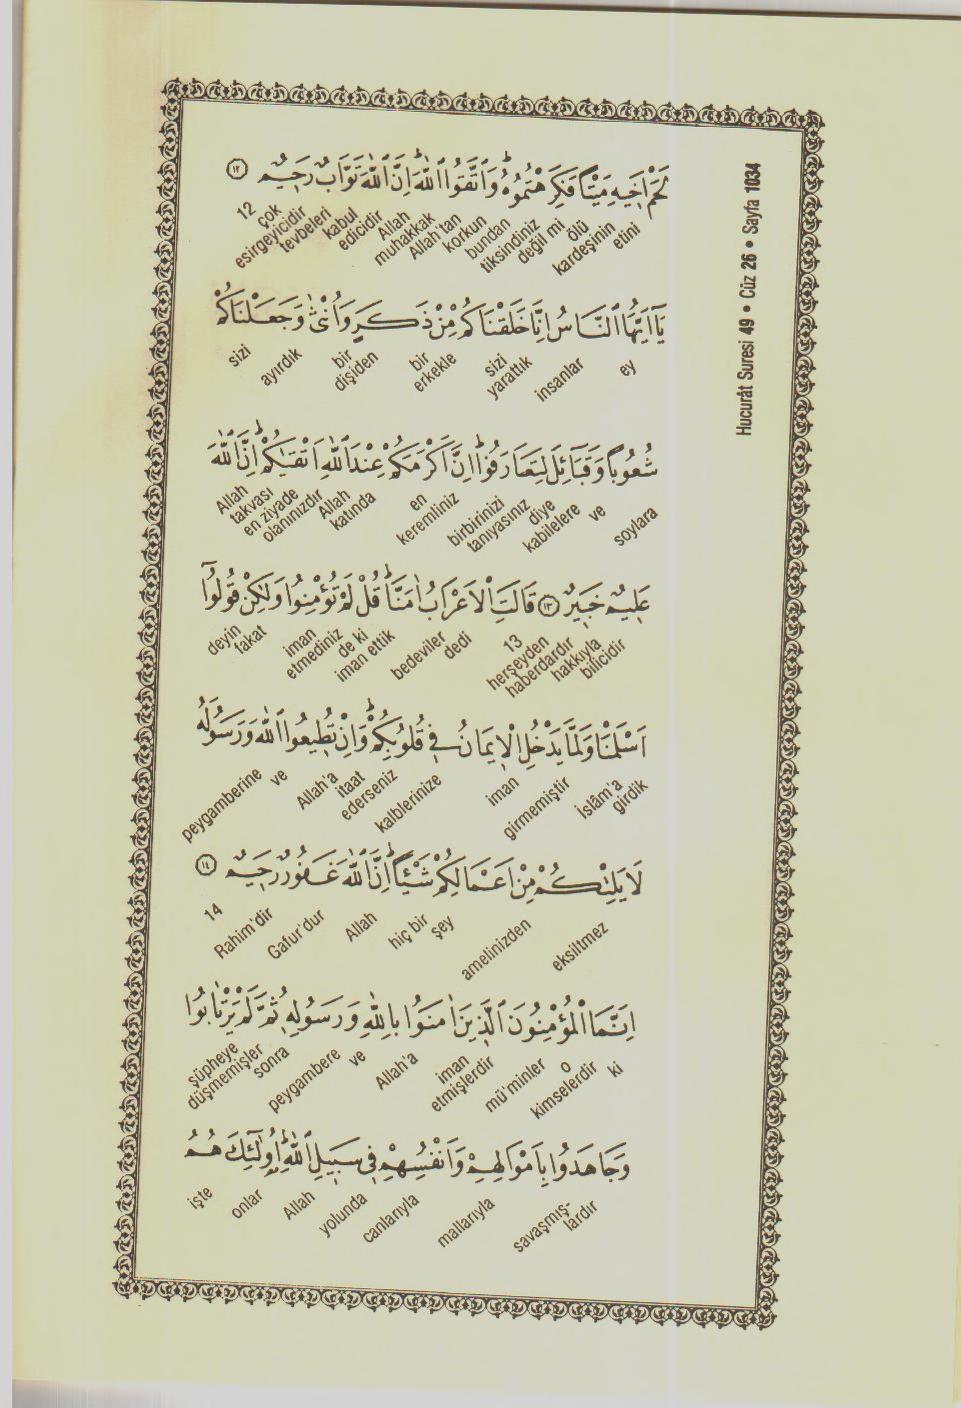 Hucurât Suresi 49 • Cüz 26 • Sayfa 1034
لَحْمَ اَخ۪يهِ مَيْتًا فَكَرِهْتُمُوهُۜ وَاتَّقُوا اللّٰهَۜ اِنَّ اللّٰهَ تَوَّابٌ رَح۪يمٌ ﴿١٢﴾
etini kardeşinin ölü değil mi tiksindiniz bundan korkun Allah'tan muhakkak Allah edicidir kabul tevbeleri esirgeyicidir çok 12
يَٓا اَيُّهَا النَّاسُ اِنَّا خَلَقْنَاكُمْ مِنْ ذَكَرٍ وَاُنْثٰى وَجَعَلْنَاكُمْ
ey insanlar sizi yarattık bir erkekle bir dişiden ayırdık sizi
شُعُوبًا وَقَبَٓائِلَ لِتَعَارَفُواۜ اِنَّ اَكْرَمَكُمْ عِنْدَ اللّٰهِ اَتْقٰيكُمْۜ اِنَّ اللّٰهَ
soylara ve kabilelere diye tanıyasınız birbirinizi keremliniz en katında Allah olanınızdır en ziyade takvası Allah
عَل۪يمٌ خَب۪يرٌ ﴿١٣﴾ قَالَتِ الْاَعْرَابُ اٰمَنَّاۜ قُلْ لَمْ تُؤْمِنُوا وَلٰكِنْ قُولُٓوا
bilicidir hakkıyla haberdardır herşeyden 13 dedi bedeviler iman ettik de ki etmediniz iman fakat deyin
اَسْلَمْنَا وَلَمَّا يَدْخُلِ الْا۪يمَانُ ف۪ي قُلُوبِكُمْۜ وَاِنْ تُط۪يعُوا اللّٰهَ وَرَسُولَهُ
İslâm'a girdik girmemiştir iman kalblerinize ederseniz itaat Allah'a ve peygamberine
لَا يَلِتْكُمْ مِنْ اَعْمَالِكُمْ شَيْـًٔاۜ اِنَّ اللّٰهَ غَفُورٌ رَح۪يمٌ ﴿١٤﴾
eksiltmez amelinizden hiç bir şey Allah Gafur'dur Rahim'dir 14
اِنَّمَا الْمُؤْمِنُونَ الَّذ۪ينَ اٰمَنُوا بِاللّٰهِ وَرَسُولِه۪ ثُمَّ لَمْ يَرْتَابُوا
ki o kimselerdir mü'minler iman etmişlerdir Allah'a ve peygambere sonra düşmemişler şüpheye
وَجَاهَدُوا بِاَمْوَالِهِمْ وَاَنْفُسِهِمْ ف۪ي سَب۪يلِ اللّٰهِۜ اُو۬لٰٓئِكَ هُمُ
savaşmış- lardır mallarıyla canlarıyla yolunda Allah onlar işte